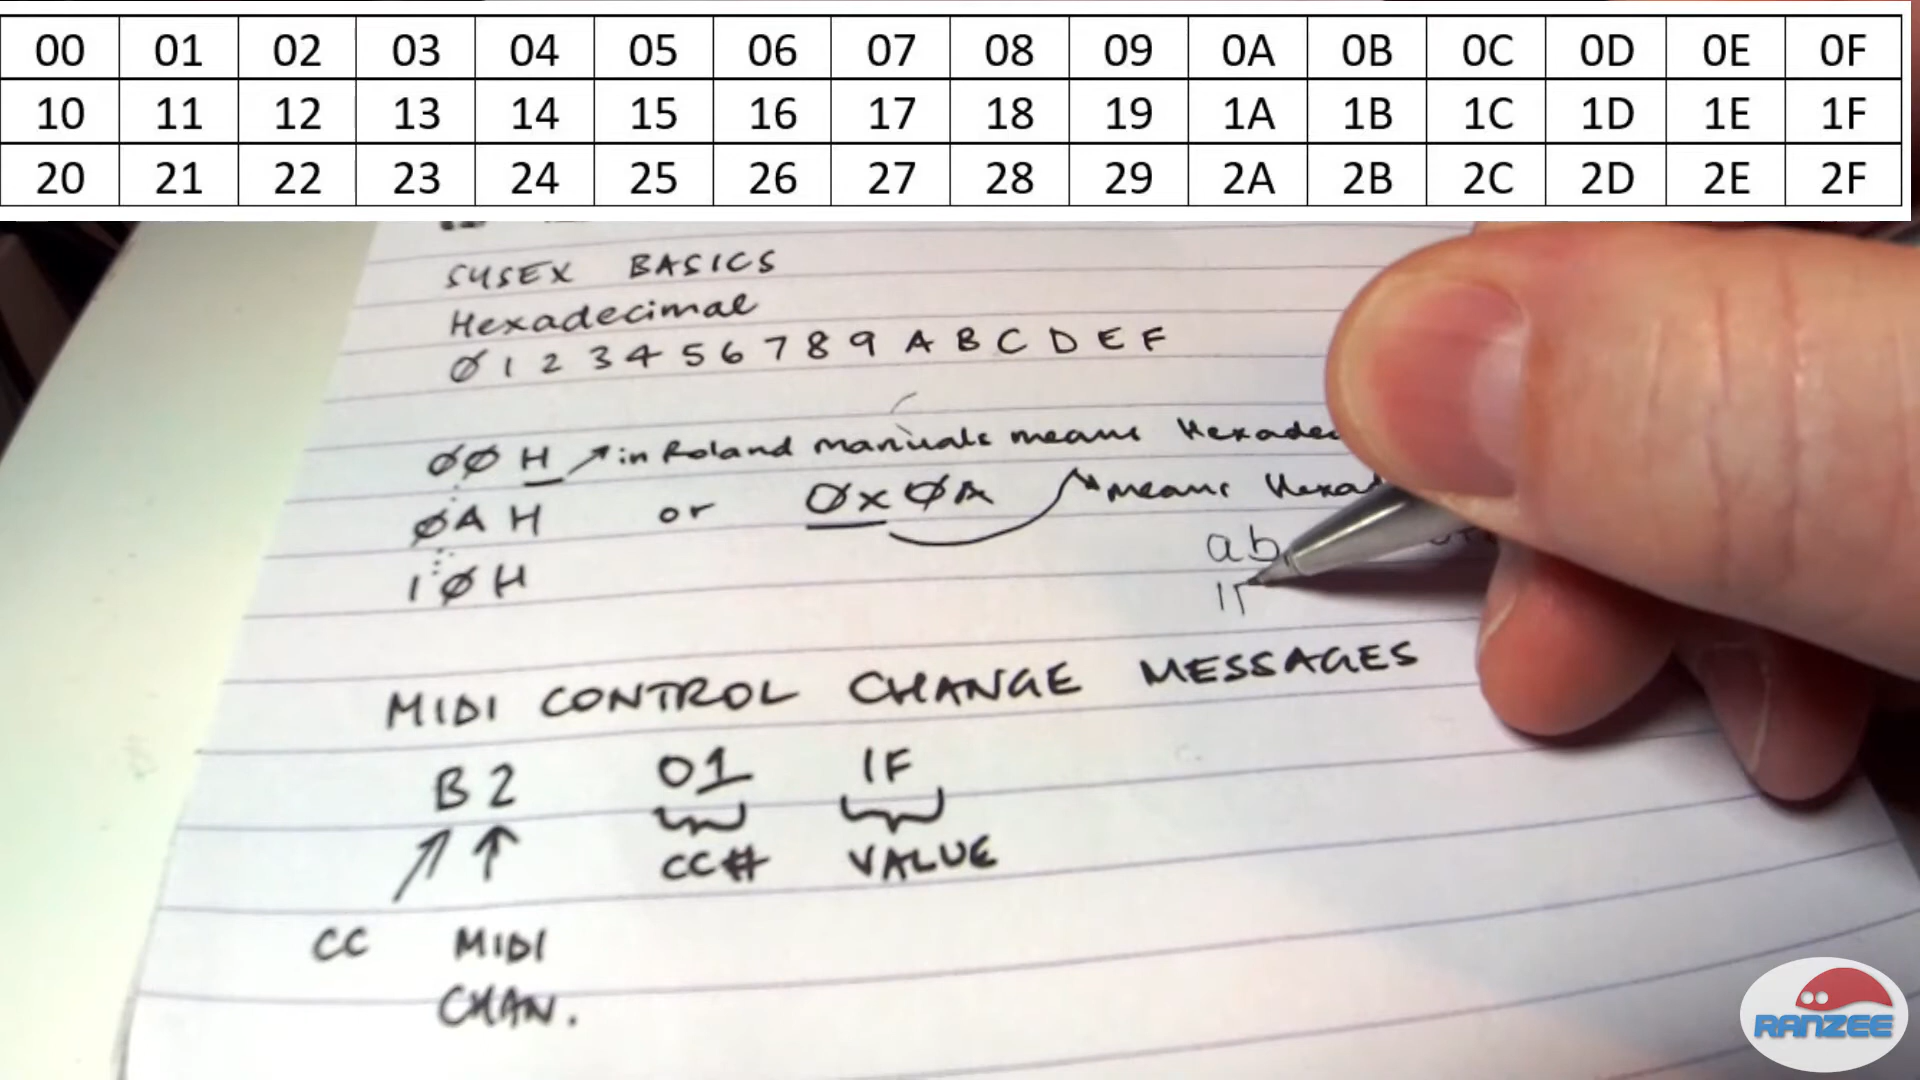 00 01 02 03 04 05 06 07 08 09 0A 0B 0C 0D 0E 0F
10 11 12 13 14 15 16 17 18 19 1A 1B 1C 1D 1E 1F
20 21 22 23 24 25 26 27 28 29 2A 2B 2C 2D 2E 2F
SYSEX BASICS
Hexadecimal
Ø 1 2 3 4 5 6 7 8 9 A B C D E F
ØØ H in Roland manuals means Hexadec
ØA H or 0xØA means Hexa
ab
1Ø H
MIDI CONTROL CHANGE MESSAGES
B2 01 1F
CC# VALUE
CC MIDI
CHAN.
RANZEE